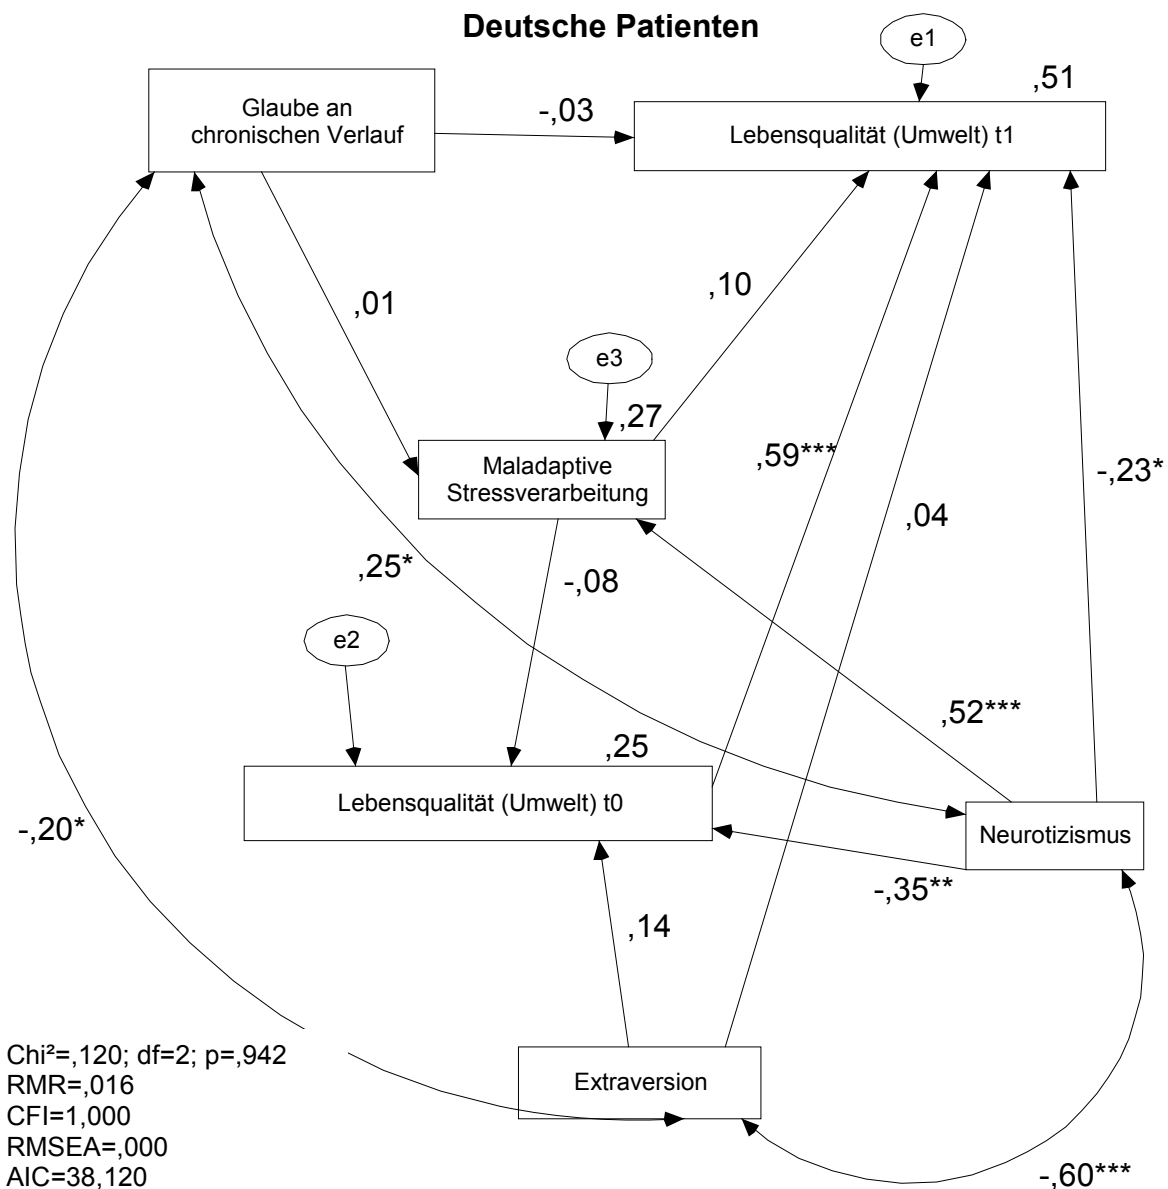 Deutsche Patienten
e1
,51
Glaube an
chronischen Verlauf
-,03
Lebensqualität (Umwelt) t1
,01
,10
e3
,27
,59***
-,23*
Maladaptive
Stressverarbeitung
,04
,25*
-,08
e2
,52***
,25
Lebensqualität (Umwelt) t0
-,20*
Neurotizismus
-,35**
,14
Chi²=,120; df=2; p=,942
RMR=,016
CFI=1,000
RMSEA=,000
AIC=38,120
Extraversion
-,60***